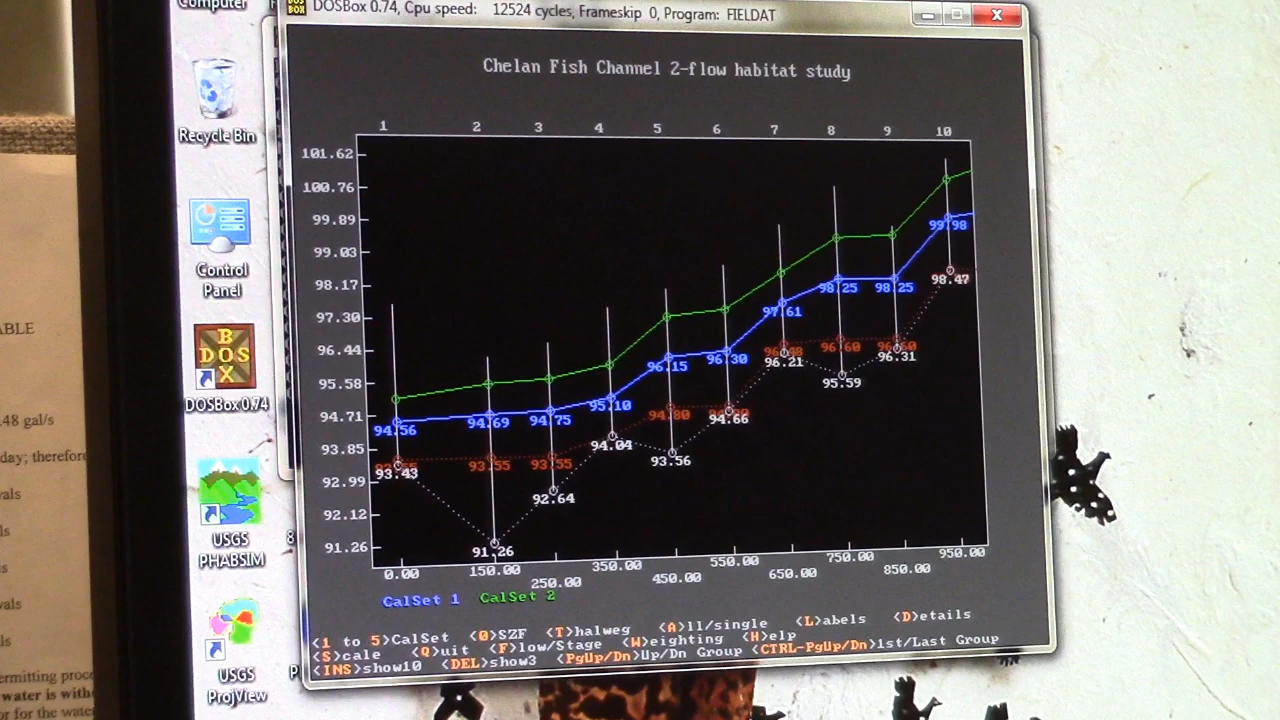 Computer
DOSBox 0.74, Cpu speed: 12524 cycles, Frameskip 0, Program: FIELDAT
Chelan Fish Channel 2-flow habitat study
1 2 3 4 5 6 7 8 9 10
101.62
100.76
99.89
99.03
98.17
97.30
96.44
95.58
94.71
93.85
92.99
92.12
91.26
99.98
98.25 98.25
97.61
96.15 96.30
95.10
94.56 94.69 94.75
98.47
96.60
96.21 96.31
95.59
94.80
94.66
94.04
93.56
93.55 93.55
93.43
92.64
91.26
0.00 150.00 250.00 350.00 450.00 550.00 650.00 750.00 850.00 950.00
CalSet 1 CalSet 2
<1 to 5>CalSet <0>SZF <T>halweg <A>ll/single <L>abels <D>etails
<S>cale <Q>uit <F>low/Stage <W>eighting <H>elp
<INS>show10 <DEL>show3 <PgUp/Dn>Up/Dn Group <CTRL-PgUp/Dn>1st/Last Group
Recycle Bin
Control
Panel
DOS
BOX
DOSBox 0.74
USGS
PHABSIM
USGS
ProjView
ABLE
.48 gal/s
day; therefore
vals
ls
s
vals
ls
ermitting proce
water is with
or for the water